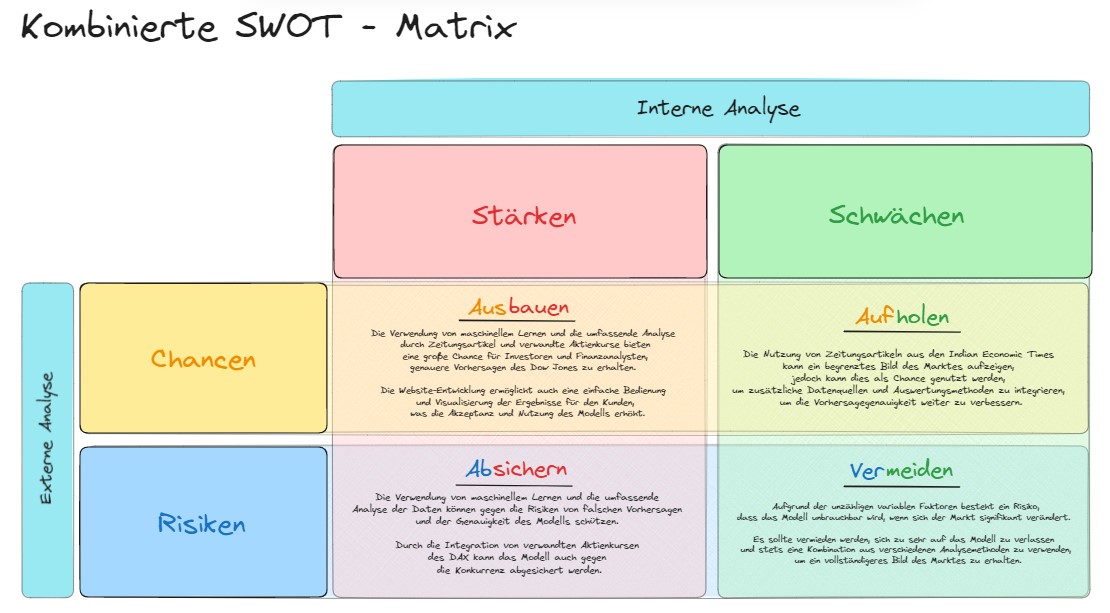 Kombinierte SWOT - Matrix
Interne Analyse
Stärken
Schwächen
Externe Analyse
Chancen
Ausbauen
Die Verwendung von maschinellem Lernen und die umfassende Analyse
durch Zeitungsartikel und verwandte Aktienkurse bieten
eine große Chance für Investoren und Finanzanalysten,
genauere Vorhersagen des Dow Jones zu erhalten.
Die Website-Entwicklung ermöglicht auch eine einfache Bedienung
und Visualisierung der Ergebnisse für den Kunden,
was die Akzeptanz und Nutzung des Modells erhöht.
Aufholen
Die Nutzung von Zeitungsartikeln aus den Indian Economic Times
kann ein begrenztes Bild des Marktes aufzeigen,
jedoch kann dies als Chance genutzt werden,
um zusätzliche Datenquellen und Auswertungsmethoden zu integrieren,
um die Vorhersagegenauigkeit weiter zu verbessern.
Risiken
Absichern
Die Verwendung von maschinellem Lernen und die umfassende
Analyse der Daten können gegen die Risiken von falschen Vorhersagen
und der Genauigkeit des Modells schützen.
Durch die Integration von verwandten Aktienkursen
des DAX kann das Modell auch gegen
die Konkurrenz abgesichert werden.
Vermeiden
Aufgrund der unzähligen variablen Faktoren besteht ein Risiko,
dass das Modell unbrauchbar wird, wenn sich der Markt signifikant verändert.
Es sollte vermieden werden, sich zu sehr auf das Modell zu verlassen
und stets eine Kombination aus verschiedenen Analysemethoden zu verwenden,
um ein vollständigeres Bild des Marktes zu erhalten.